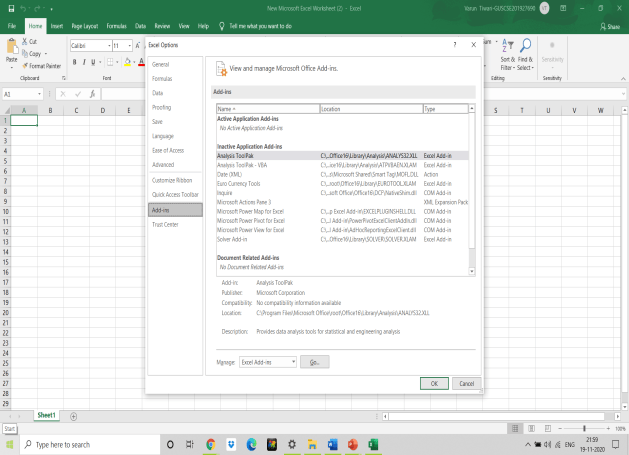 New Microsoft Excel Worksheet (2) - Excel
Varun Tiwari-GUSCSE201927698
File Home Insert Page Layout Formulas Data Review View Help Tell me what you want to do Share
Cut
Copy
Format Painter
Paste
Clipboard
Calibri 11
B I U
Font
Sort & Filter
Find & Select
Editing
Sensitivity
Sensitivity
A1
A B C D E S T U V W
1
2
3
4
5
6
7
8
9
10
11
12
13
14
15
16
17
18
19
20
21
22
23
24
25
26
27
28
29
Excel Options ? X
General
Formulas
Data
Proofing
Save
Language
Ease of Access
Advanced
Customize Ribbon
Quick Access Toolbar
Add-ins
Trust Center
View and manage Microsoft Office Add-ins.
Add-ins
Name Location Type
Active Application Add-ins
No Active Application Add-ins
Inactive Application Add-ins
Analysis ToolPak C:\...Office16\Library\Analysis\ANALYS32.XLL Excel Add-in
Analysis ToolPak - VBA C:\...ice16\Library\Analysis\ATPVBAEN.XLAM Excel Add-in
Date (XML) C:\...s\Microsoft Shared\Smart Tag\MOFL.DLL Action
Euro Currency Tools C:\...root\Office16\Library\EUROTOOL.XLAM Excel Add-in
Inquire C:\...soft Office\Office16\DCF\NativeShim.dll COM Add-in
Microsoft Actions Pane 3 XML Expansion Pack
Microsoft Power Map for Excel C:\...p Excel Add-in\EXCELPLUGINSHELL.DLL COM Add-in
Microsoft Power Pivot for Excel C:\...l Add-in\PowerPivotExcelClientAddIn.dll COM Add-in
Microsoft Power View for Excel C:\...l Add-in\AdHocReportingExcelClient.dll COM Add-in
Solver Add-in C:\...Office16\Library\SOLVER\SOLVER.XLAM Excel Add-in
Document Related Add-ins
No Document Related Add-ins
Add-in: Analysis ToolPak
Publisher: Microsoft Corporation
Compatibility: No compatibility information available
Location: C:\Program Files\Microsoft Office\root\Office16\Library\Analysis\ANALYS32.XLL
Description: Provides data analysis tools for statistical and engineering analysis
Manage: Excel Add-ins Go...
OK Cancel
Sheet1
Start
100%
Type here to search
ENG
21:59
19-11-2020